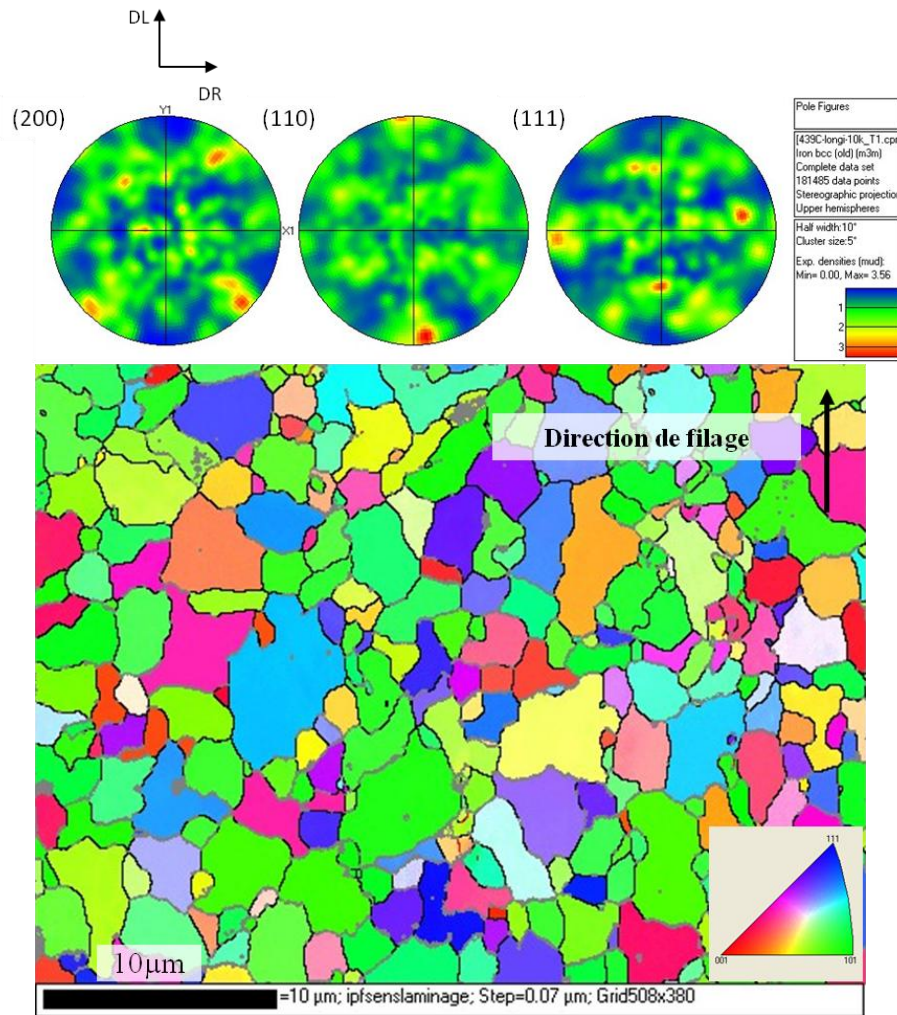 DL
DR
(200)
Y1
(110)
(111)
X1
Pole Figures
[439C-longi-10k_T1.cpr
Iron bcc (old) (m3m)
Complete data set
181485 data points
Stereographic projection
Upper hemispheres
Half width:10°
Cluster size:5°
Exp. densities (mud):
Min= 0.00, Max= 3.56
1
2
3
Direction de filage
111
001
101
10µm
=10 µm; ipfsenslaminage; Step=0.07 µm; Grid508x380